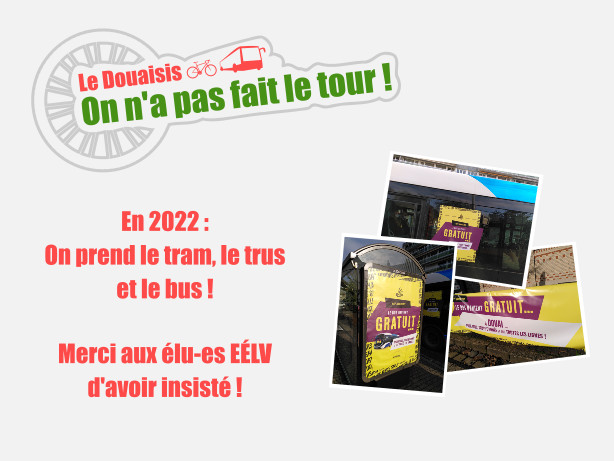 Le Douaisis
On n'a pas fait le tour !
En 2022 :
On prend le tram, le trus
et le bus !
Merci aux élu-es EÉLV
d'avoir insisté !
GRATUIT
GRATUIT
GRATUIT...
DOUAI